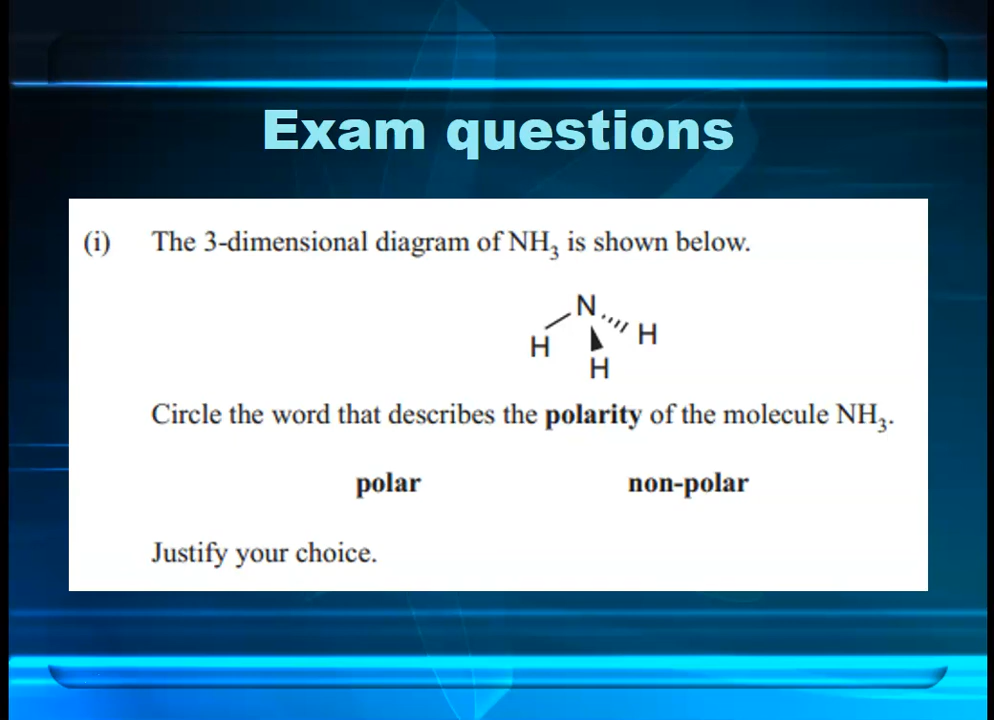 Exam questions
(i) The 3-dimensional diagram of NH₃ is shown below.
N
H
H
H
Circle the word that describes the polarity of the molecule NH₃.
polar non-polar
Justify your choice.